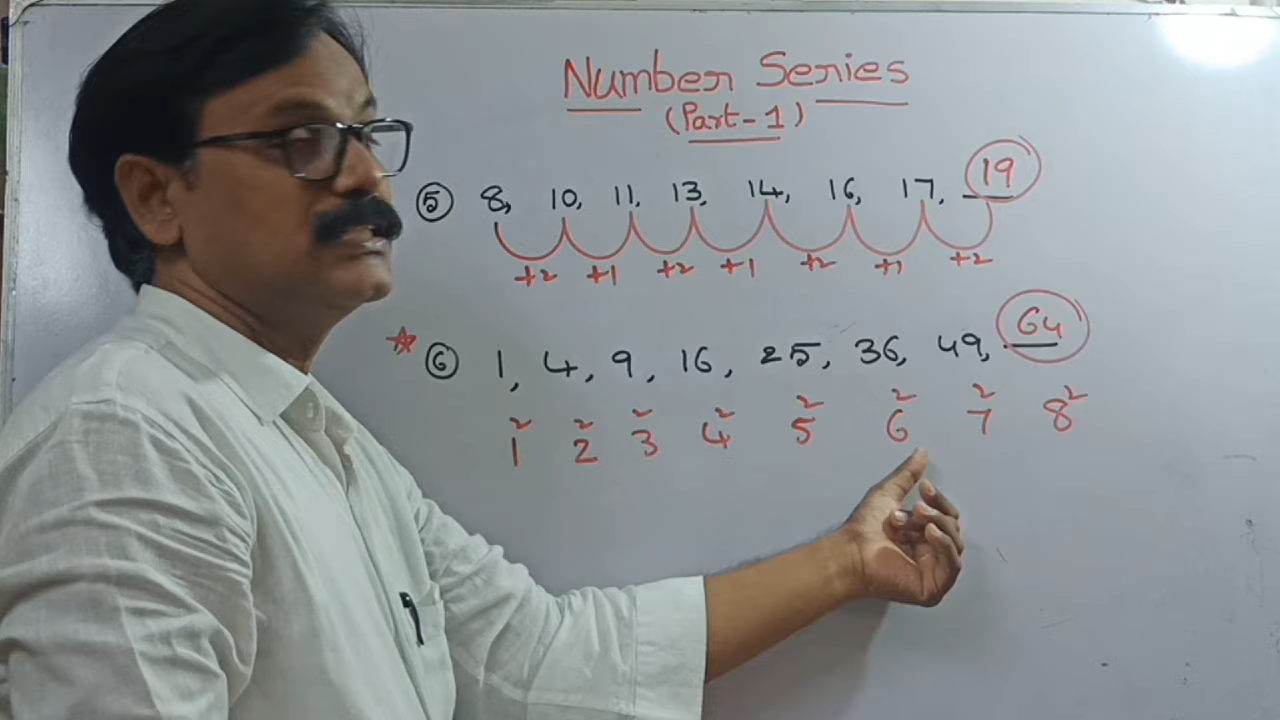 Number Series
(Part-1)
⑤ 8, 10, 11, 13, 14, 16, 17, 19
+2 +1 +2 +1 +2 +1 +2
⑥ 1, 4, 9, 16, 25, 36, 49, 64
1² 2² 3² 4² 5² 6² 7² 8²